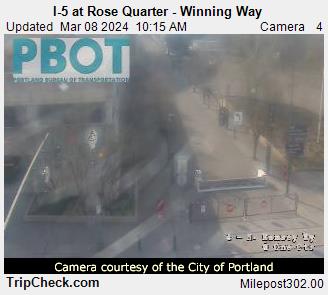 I-5 at Rose Quarter - Winning Way
Updated Mar 08 2024 10:15 AM Camera 4
PBOT
PORTLAND BUREAU OF TRANSPORTATION
Camera courtesy of the City of Portland
TripCheck.com Milepost302.00